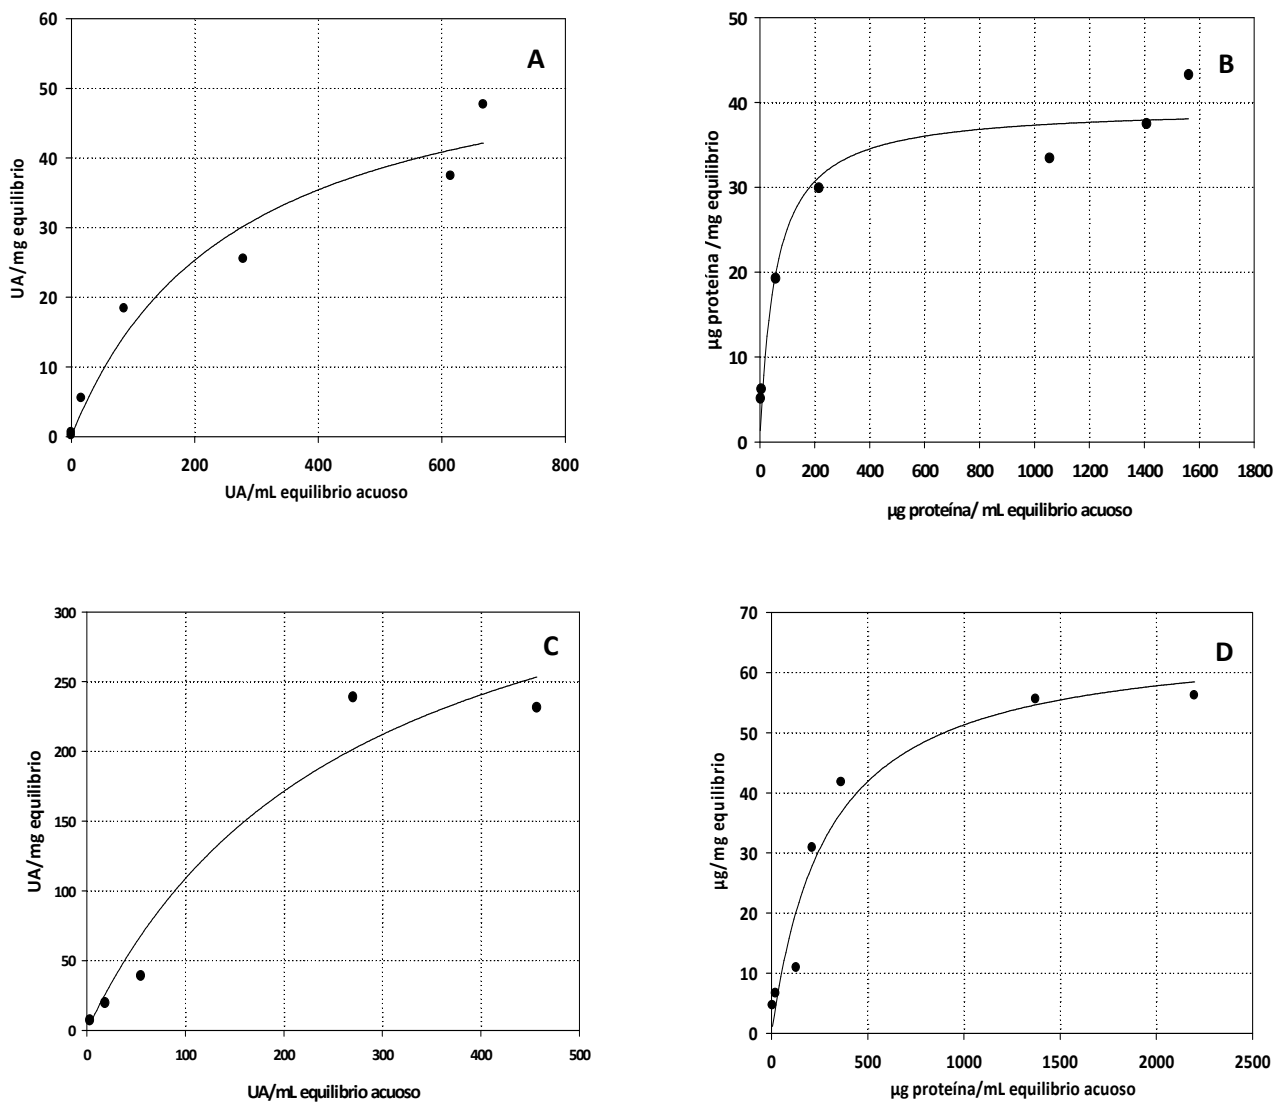 A
UA/mg equilibrio
60
50
40
30
20
10
0
0 200 400 600 800
UA/mL equilibrio acuoso
B
µg proteína /mg equilibrio
50
40
30
20
10
0
0 200 400 600 800 1000 1200 1400 1600 1800
µg proteína/ mL equilibrio acuoso
C
UA/mg equilibrio
300
250
200
150
100
50
0
0 100 200 300 400 500
UA/mL equilibrio acuoso
D
µg/mg equilibrio
70
60
50
40
30
20
10
0
0 500 1000 1500 2000 2500
µg proteína/mL equilibrio acuoso